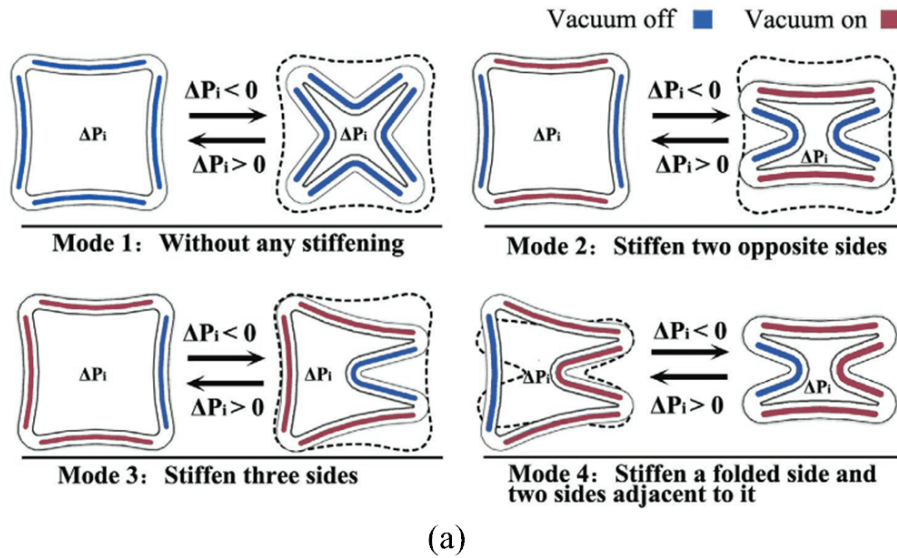 Vacuum off Vacuum on
ΔPi
ΔPi < 0
ΔPi > 0
ΔPi
Mode 1: Without any stiffening
ΔPi
ΔPi < 0
ΔPi > 0
ΔPi
Mode 2: Stiffen two opposite sides
ΔPi
ΔPi < 0
ΔPi > 0
ΔPi
Mode 3: Stiffen three sides
ΔPi
ΔPi < 0
ΔPi > 0
ΔPi
Mode 4: Stiffen a folded side and
two sides adjacent to it
(a)